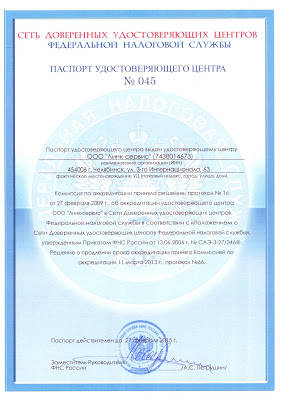 СЕТЬ ДОВЕРЕННЫХ УДОСТОВЕРЯЮЩИХ ЦЕНТРОВ
ФЕДЕРАЛЬНОЙ НАЛОГОВОЙ СЛУЖБЫ
ПАСПОРТ УДОСТОВЕРЯЮЩЕГО ЦЕНТРА
№ 045
Паспорт удостоверяющего центра выдан удостоверяющему центру
ООО "Линк-сервис" (7438014673)
наименование организации (ИНН)
454006 г. Челябинск, ул. 3-го Интернационала, 63
фактическое местонахождение УЦ (почтовый индекс, город, улица, дом)
Комиссия по аккредитации приняла решение, протокол № 16
от 27 февраля 2009 г., об аккредитации удостоверяющего центра
ООО "Линк-сервис" в Сети Доверенных удостоверяющих центров
Федеральной налоговой службы в соответствии с «Положением о
Сети Доверенных удостоверяющих центров Федеральной налоговой службы»,
утвержденным Приказом ФНС России от 13.06.2006 г. № САЭ-3-27/346@
Решение о продлении срока аккредитации принято Комиссией по
аккредитации 11 марта 2013 г., протокол №66.
Паспорт действителен до 2015 г.
Заместитель Руководителя
ФНС России
/А.С. Петрушин/